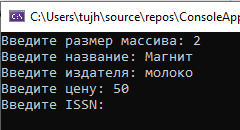 C:\Users\tujh\source\repos\ConsoleApp
Введите размер массива: 2
Введите название: Магнит
Введите издателя: молоко
Введите цену: 50
Введите ISSN: